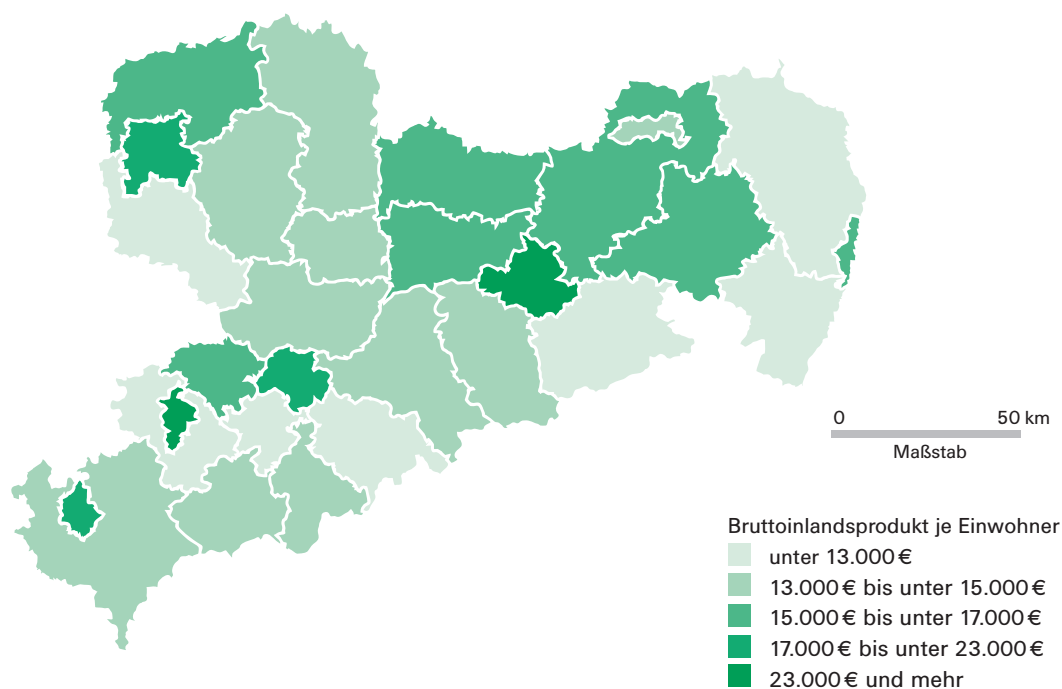 0 50 km
Maßstab
Bruttoinlandsprodukt je Einwohner
unter 13.000 €
13.000 € bis unter 15.000 €
15.000 € bis unter 17.000 €
17.000 € bis unter 23.000 €
23.000 € und mehr